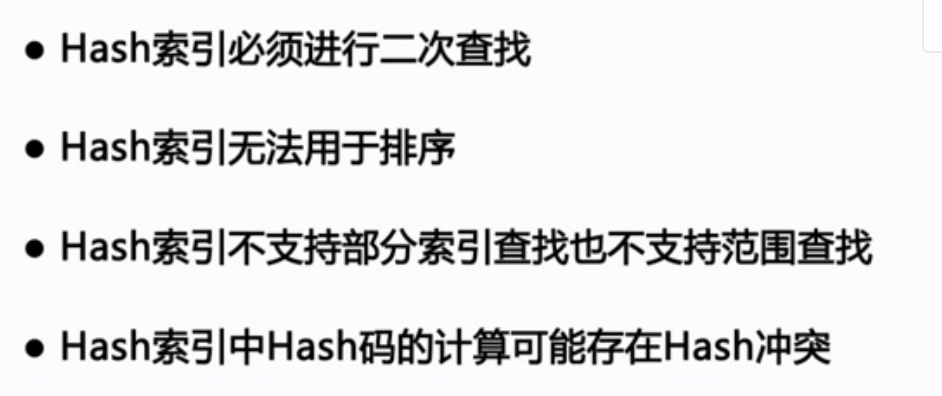 ● Hash索引必须进行二次查找
● Hash索引无法用于排序
● Hash索引不支持部分索引查找也不支持范围查找
● Hash索引中Hash码的计算可能存在Hash冲突